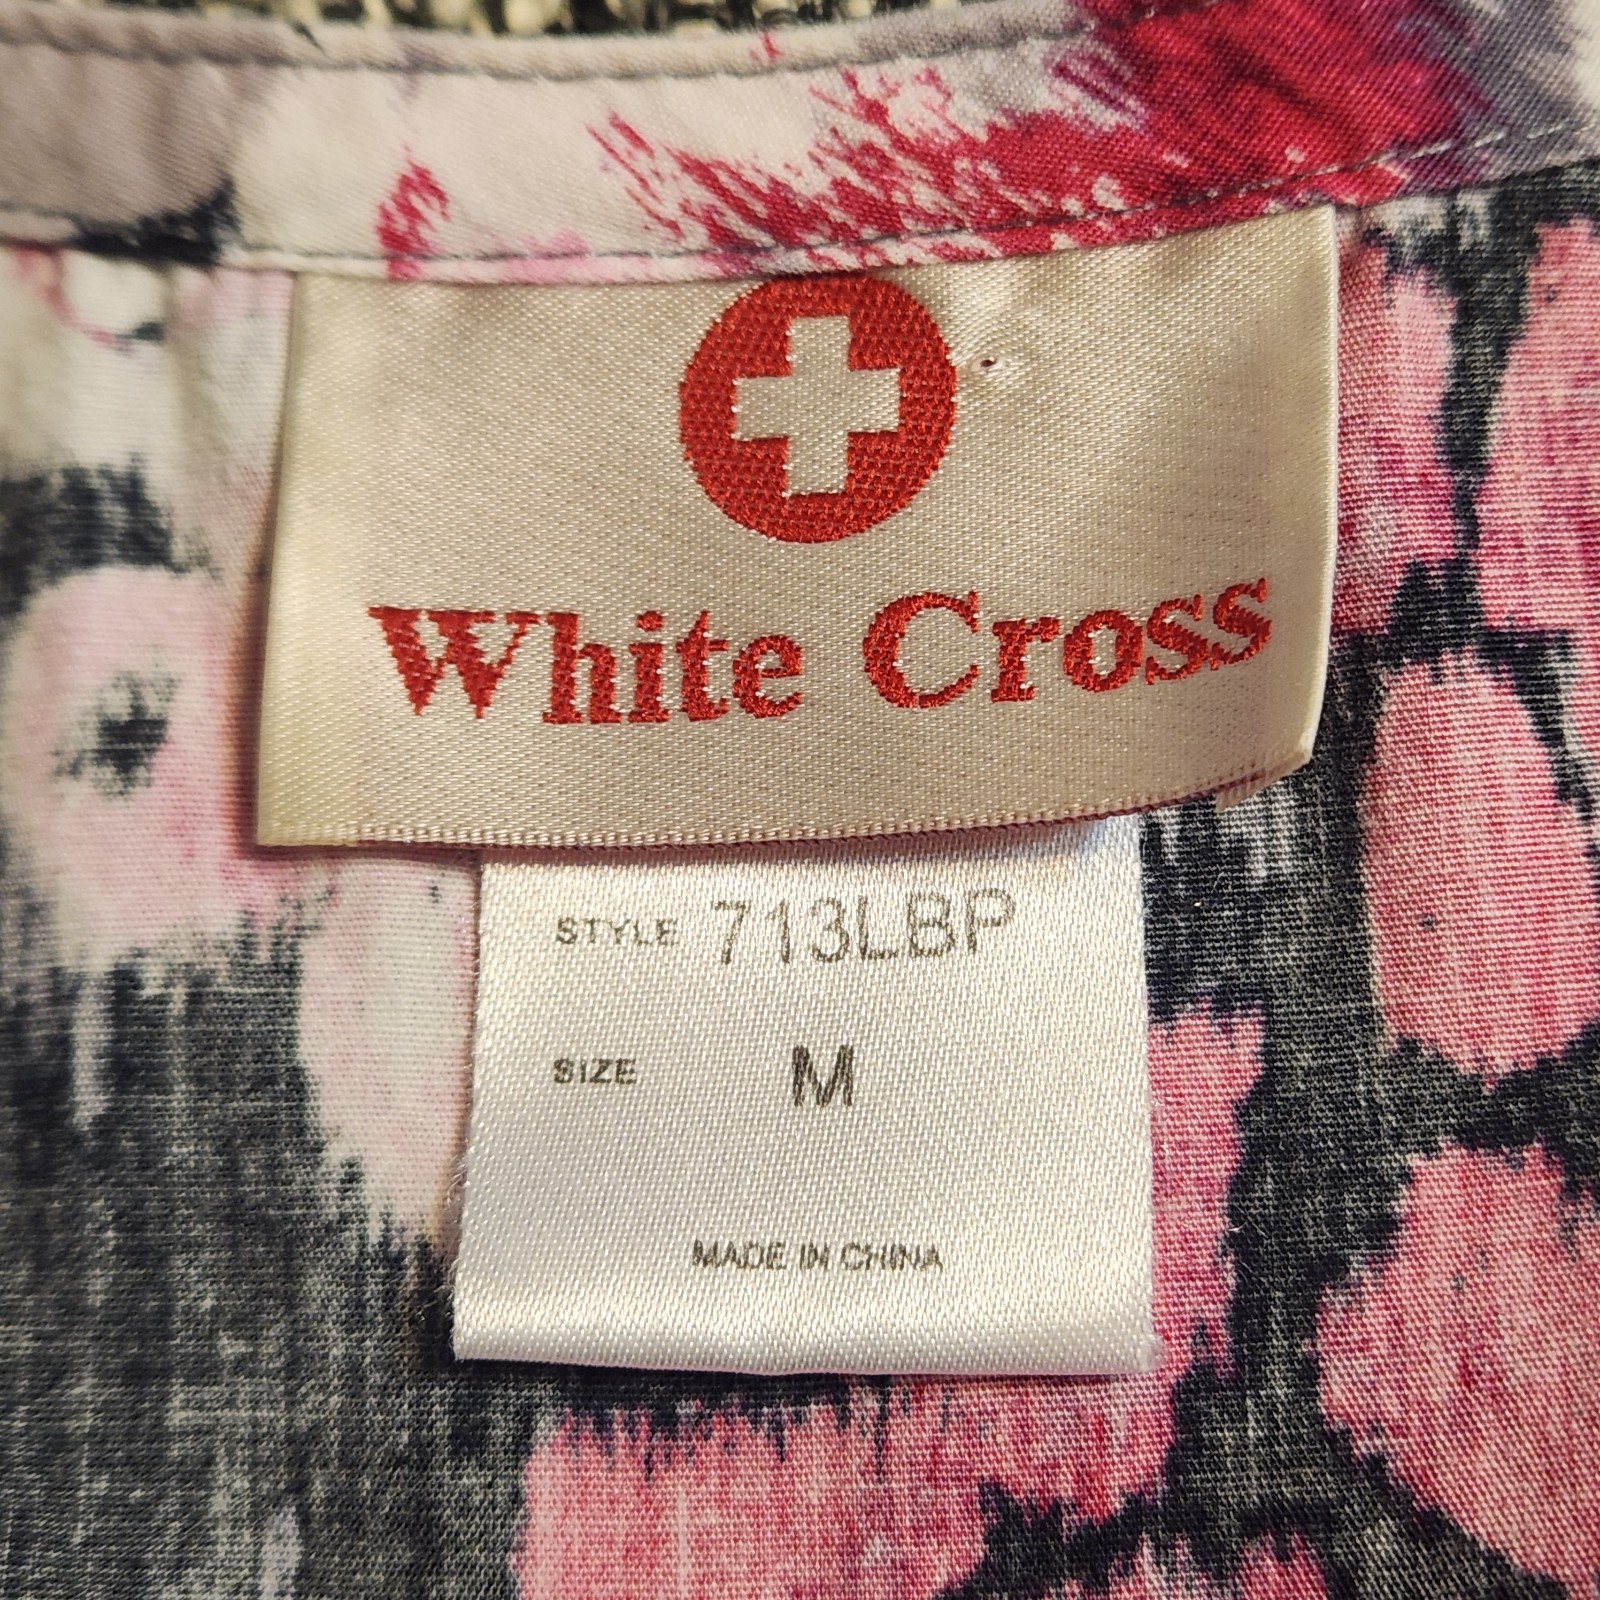 White Cross
STYLE 713LBP
SIZE M
MADE IN CHINA